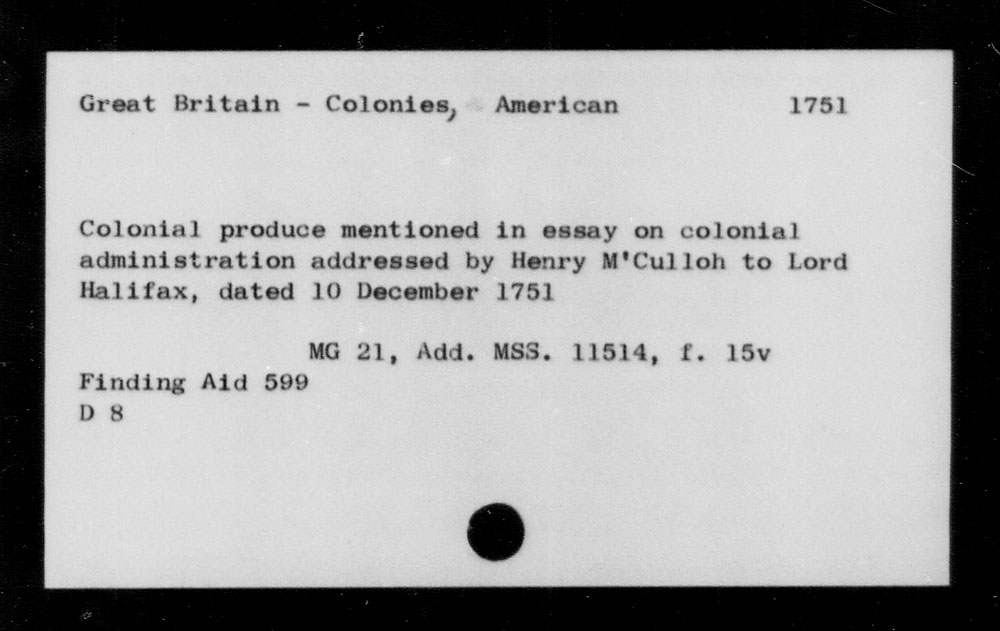 Great Britain - Colonies, American 1751
Colonial produce mentioned in essay on colonial
administration addressed by Henry M'Culloh to Lord
Halifax, dated 10 December 1751
MG 21, Add. MSS. 11514, f. 15v
Finding Aid 599
D 8